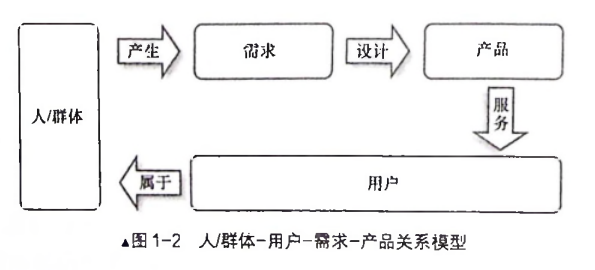 人/群体
产生
需求
设计
产品
服务
用户
属于
▲图1-2 人/群体-用户-需求-产品关系模型